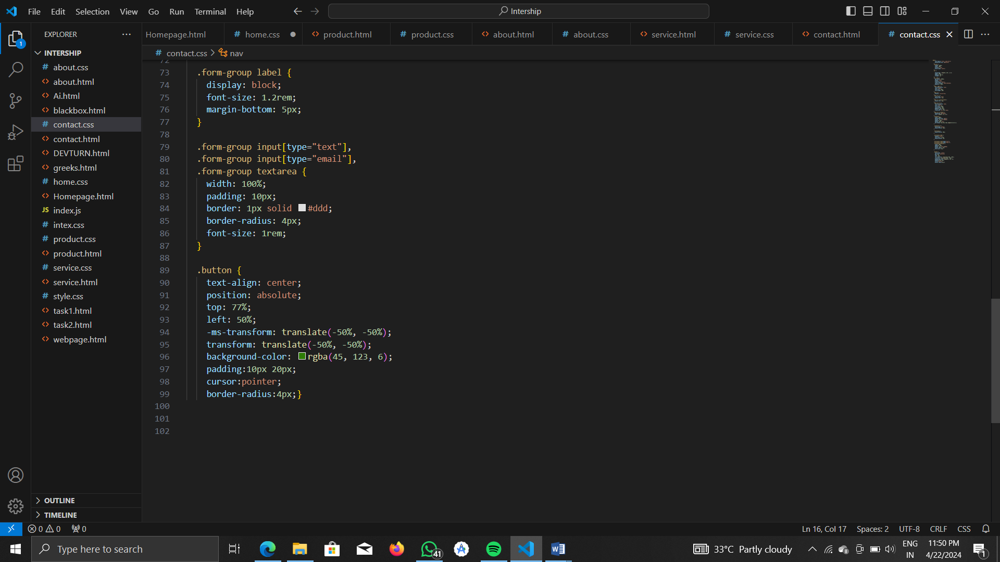 File Edit Selection View Go Run Terminal Help
Intership
EXPLORER
Homepage.html
home.css
product.html
product.css
about.html
about.css
service.html
service.css
contact.html
contact.css
contact.css > nav
INTERSHIP
about.css
about.html
Ai.html
blackbox.html
contact.css
contact.html
DEVTURN.html
greeks.html
home.css
Homepage.html
JS index.js
intex.css
product.css
product.html
service.css
service.html
style.css
task1.html
task2.html
webpage.html
OUTLINE
TIMELINE
72
73 .form-group label {
74 display: block;
75 font-size: 1.2rem;
76 margin-bottom: 5px;
77 }
78
79 .form-group input[type="text"],
80 .form-group input[type="email"],
81 .form-group textarea {
82 width: 100%;
83 padding: 10px;
84 border: 1px solid #ddd;
85 border-radius: 4px;
86 font-size: 1rem;
87 }
88
89 .button {
90 text-align: center;
91 position: absolute;
92 top: 77%;
93 left: 50%;
94 -ms-transform: translate(-50%, -50%);
95 transform: translate(-50%, -50%);
96 background-color: rgba(45, 123, 6);
97 padding:10px 20px;
98 cursor:pointer;
99 border-radius:4px;}
100
101
102
1
0 0 0
Ln 16, Col 17 Spaces: 2 UTF-8 CRLF CSS
Type here to search
41
33°C Partly cloudy
ENG
IN
11:50 PM
4/22/2024
1